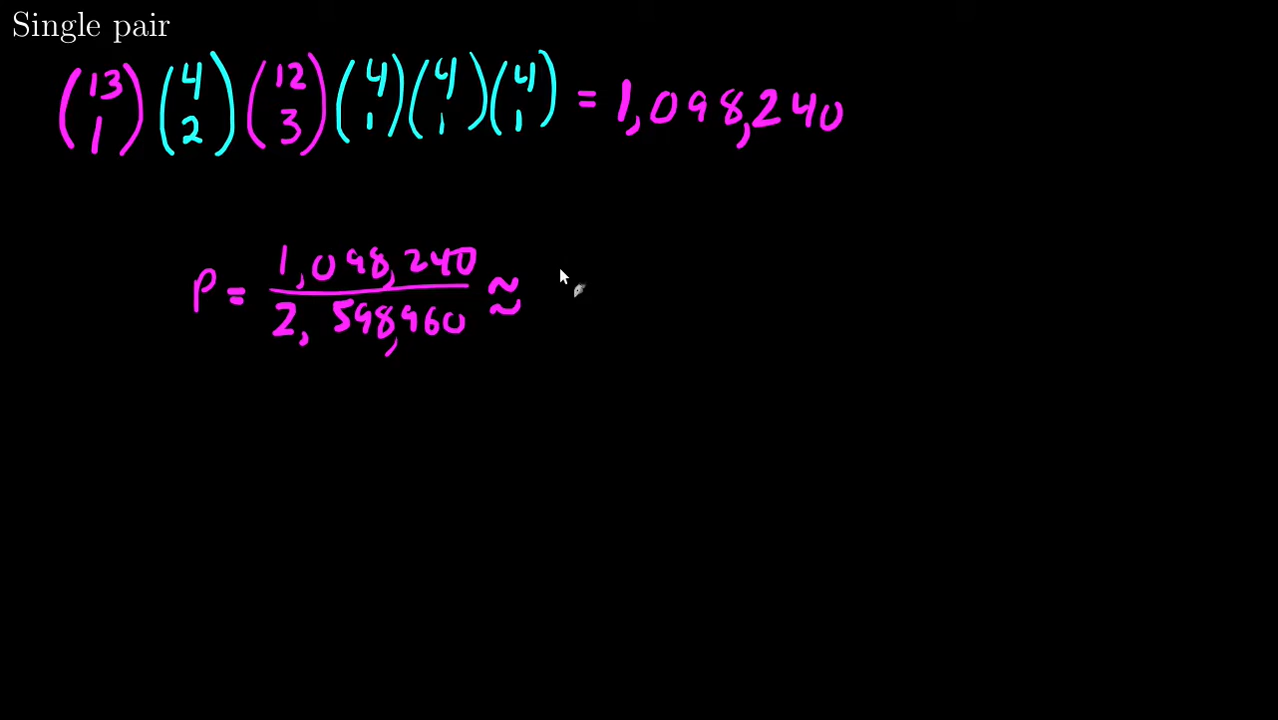 Single pair
(13 1)(4 2)(12 3)(4 1)(4 1)(4 1) = 1,098,240
P = 1,098,240 / 2,598,960 ≈